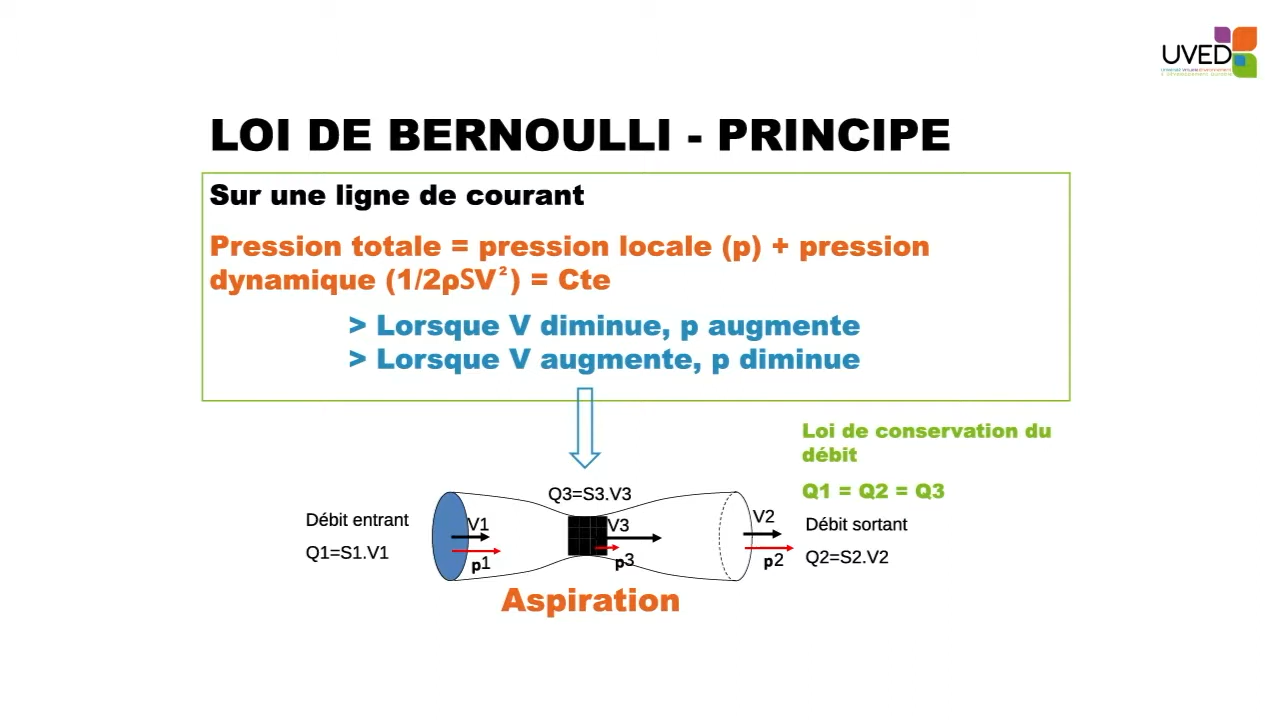 UVED
LOI DE BERNOULLI - PRINCIPE
Sur une ligne de courant
Pression totale = pression locale (p) + pression
dynamique (1/2ρSV²) = Cte
> Lorsque V diminue, p augmente
> Lorsque V augmente, p diminue
Loi de conservation du
débit
Q1 = Q2 = Q3
Q3=S3.V3
Débit entrant
Q1=S1.V1
V1
p1
V3
p3
V2
p2
Débit sortant
Q2=S2.V2
Aspiration